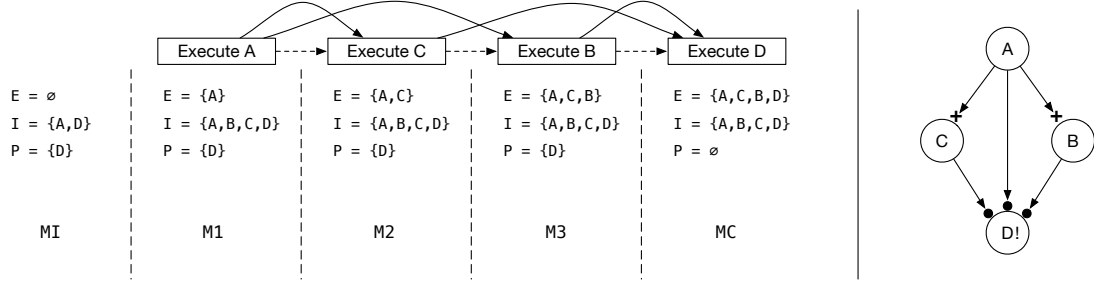 Execute A
Execute C
Execute B
Execute D
A
E = ∅
E = {A}
E = {A,C}
E = {A,C,B}
E = {A,C,B,D}
I = {A,D}
I = {A,B,C,D}
I = {A,B,C,D}
I = {A,B,C,D}
I = {A,B,C,D}
+
+
P = {D}
P = {D}
P = {D}
P = {D}
P = ∅
C
B
MI
M1
M2
M3
MC
D!